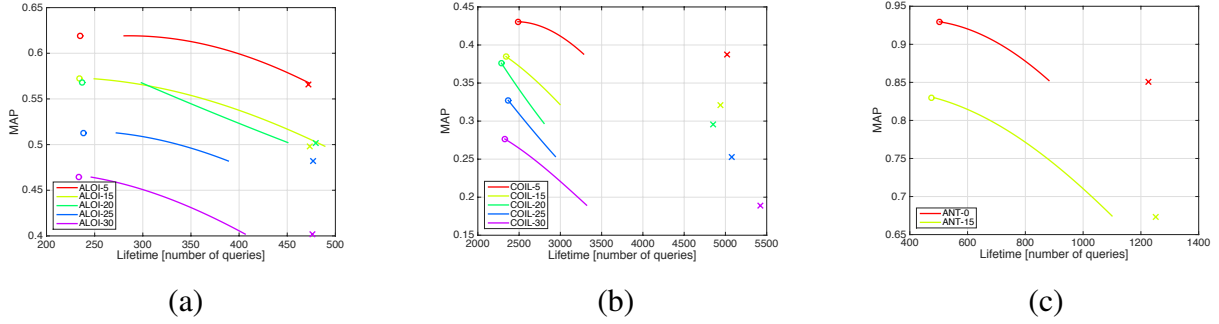 0.65
0.6
0.55
0.5
0.45
0.4
MAP
200 250 300 350 400 450 500
Lifetime [number of queries]
ALOI-5
ALOI-15
ALOI-20
ALOI-25
ALOI-30
(a)
0.45
0.4
0.35
0.3
0.25
0.2
0.15
MAP
2000 2500 3000 3500 4000 4500 5000 5500
Lifetime [number of queries]
COIL-5
COIL-15
COIL-20
COIL-25
COIL-30
(b)
0.95
0.9
0.85
0.8
0.75
0.7
0.65
MAP
400 600 800 1000 1200 1400
Lifetime [number of queries]
ANT-0
ANT-15
(c)